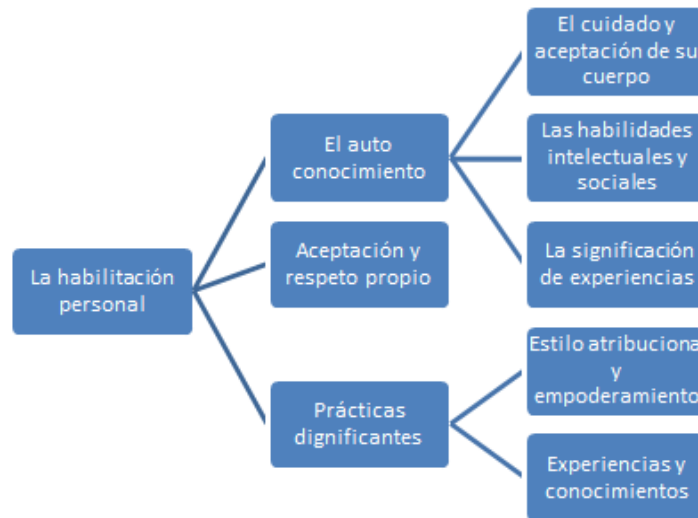 El cuidado y
aceptación de su
cuerpo
El auto
conocimiento
Las habilidades
intelectuales y
sociales
La significación
de experiencias
Aceptación y
respeto propio
La habilitación
personal
Estilo atribuciona
y
empoderamiento
Prácticas
dignificantes
Experiencias y
conocimientos